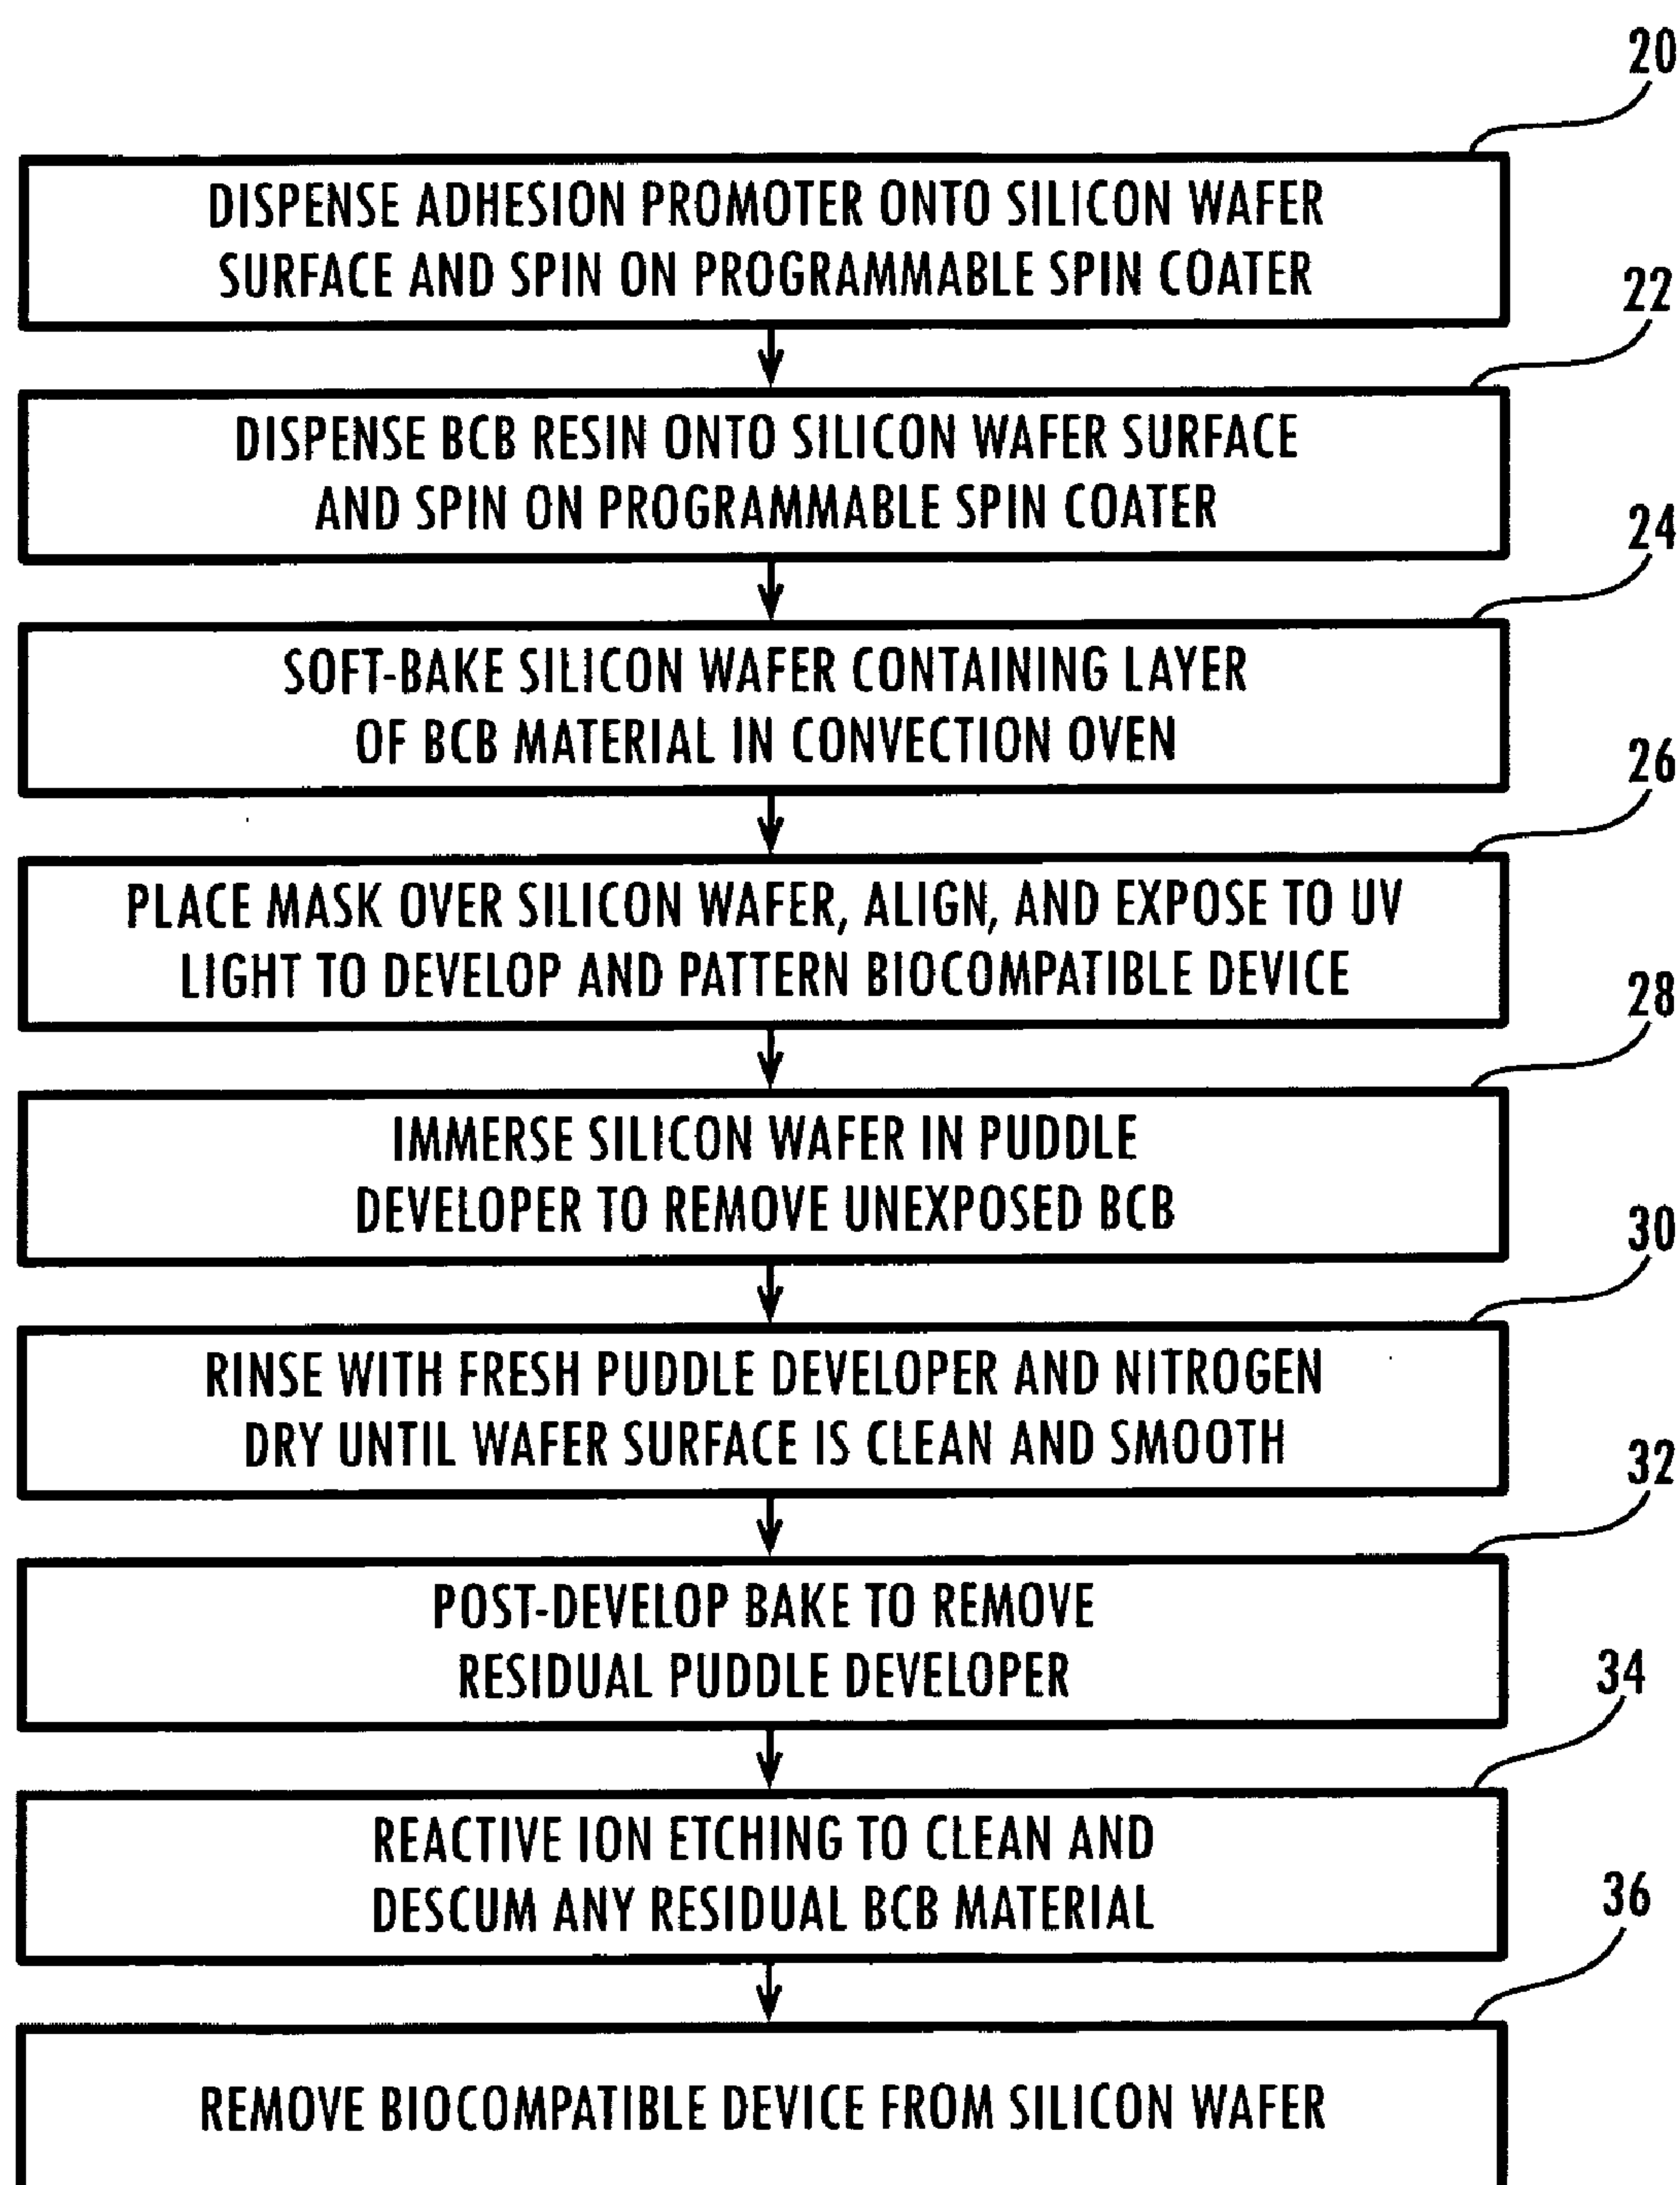 20
DISPENSE ADHESION PROMOTER ONTO SILICON WAFER
SURFACE AND SPIN ON PROGRAMMABLE SPIN COATER
22
DISPENSE BCB RESIN ONTO SILICON WAFER SURFACE
AND SPIN ON PROGRAMMABLE SPIN COATER
24
SOFT-BAKE SILICON WAFER CONTAINING LAYER
OF BCB MATERIAL IN CONVECTION OVEN
26
PLACE MASK OVER SILICON WAFER, ALIGN, AND EXPOSE TO UV
LIGHT TO DEVELOP AND PATTERN BIOCOMPATIBLE DEVICE
28
IMMERSE SILICON WAFER IN PUDDLE
DEVELOPER TO REMOVE UNEXPOSED BCB
30
RINSE WITH FRESH PUDDLE DEVELOPER AND NITROGEN
DRY UNTIL WAFER SURFACE IS CLEAN AND SMOOTH
32
POST-DEVELOP BAKE TO REMOVE
RESIDUAL PUDDLE DEVELOPER
34
REACTIVE ION ETCHING TO CLEAN AND
DESCUM ANY RESIDUAL BCB MATERIAL
36
REMOVE BIOCOMPATIBLE DEVICE FROM SILICON WAFER